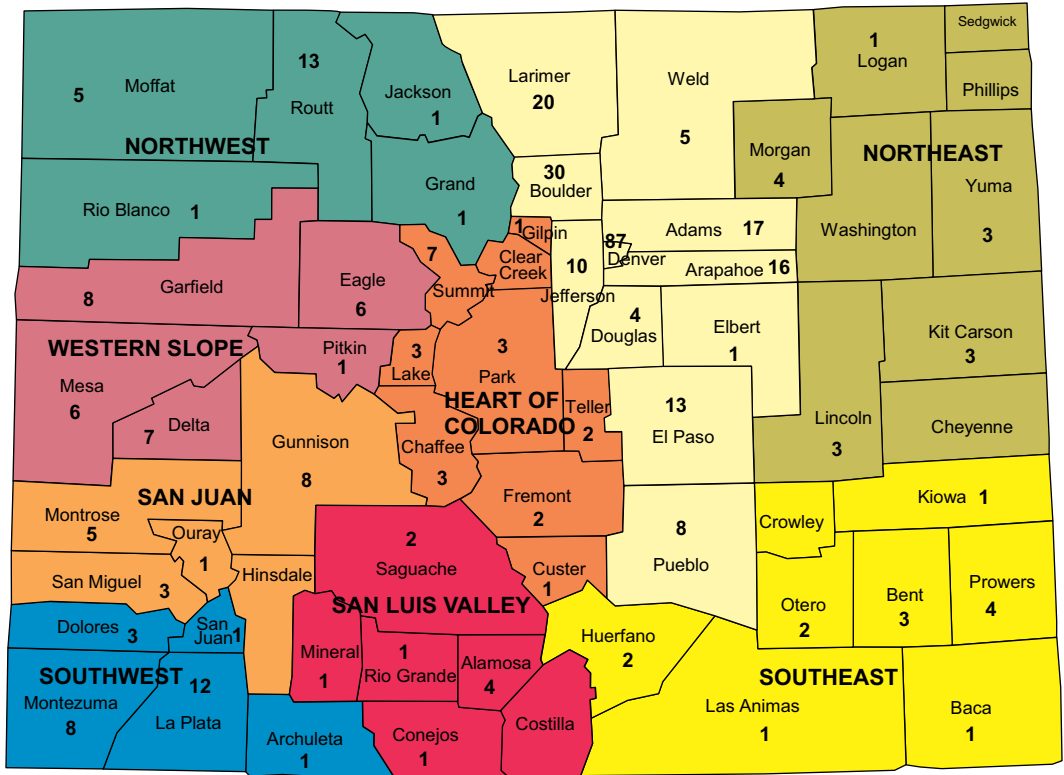 Sedgwick
1
Logan
13
Larimer
20
Weld
5
Moffat
5
Routt
Jackson
1
Phillips
NORTHWEST
Morgan
4
NORTHEAST
30
Boulder
Grand
1
Yuma
3
Rio Blanco 1
1
Gilpin
87
Denver
Adams 17
Washington
7
Summit
Clear
Creek
10
Jefferson
Arapahoe 16
Garfield
8
Eagle
6
4
Douglas
Elbert
1
Kit Carson
3
WESTERN SLOPE
Pitkin
1
3
Lake
3
Park
Mesa
6
HEART OF
COLORADO
Teller
2
13
El Paso
Lincoln
3
Cheyenne
7 Delta
Gunnison
8
Chaffee
3
SAN JUAN
Fremont
2
Kiowa 1
Montrose
5
Ouray
1
2
Saguache
8
Pueblo
Crowley
San Miguel
3
Hinsdale
Custer
1
Otero
2
Bent
3
Prowers
4
SAN LUIS VALLEY
Dolores
3
San
Juan
1
Huerfano
2
Mineral
1
1
Rio Grande
Alamosa
4
SOUTHWEST
12
La Plata
SOUTHEAST
Montezuma
8
Las Animas
1
Baca
1
Archuleta
1
Conejos
1
Costilla